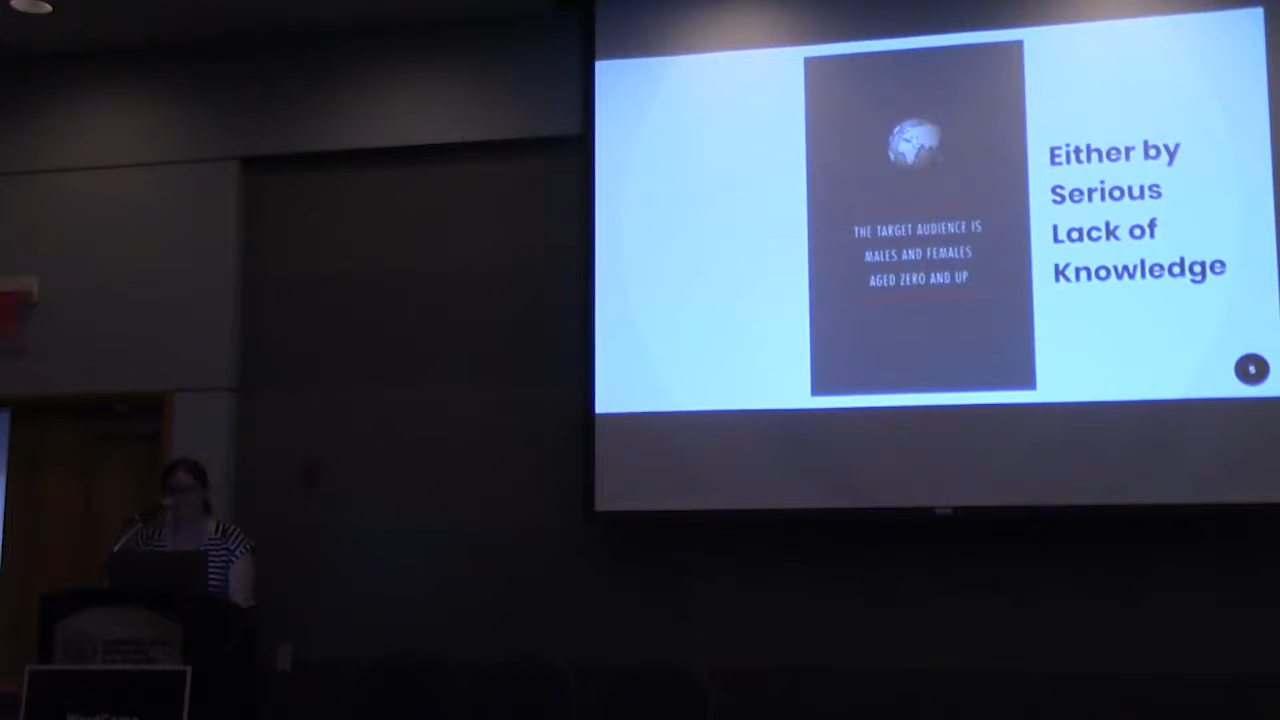 THE TARGET AUDIENCE IS
MALES AND FEMALES
AGED ZERO AND UP
Either by
Serious
Lack of
Knowledge